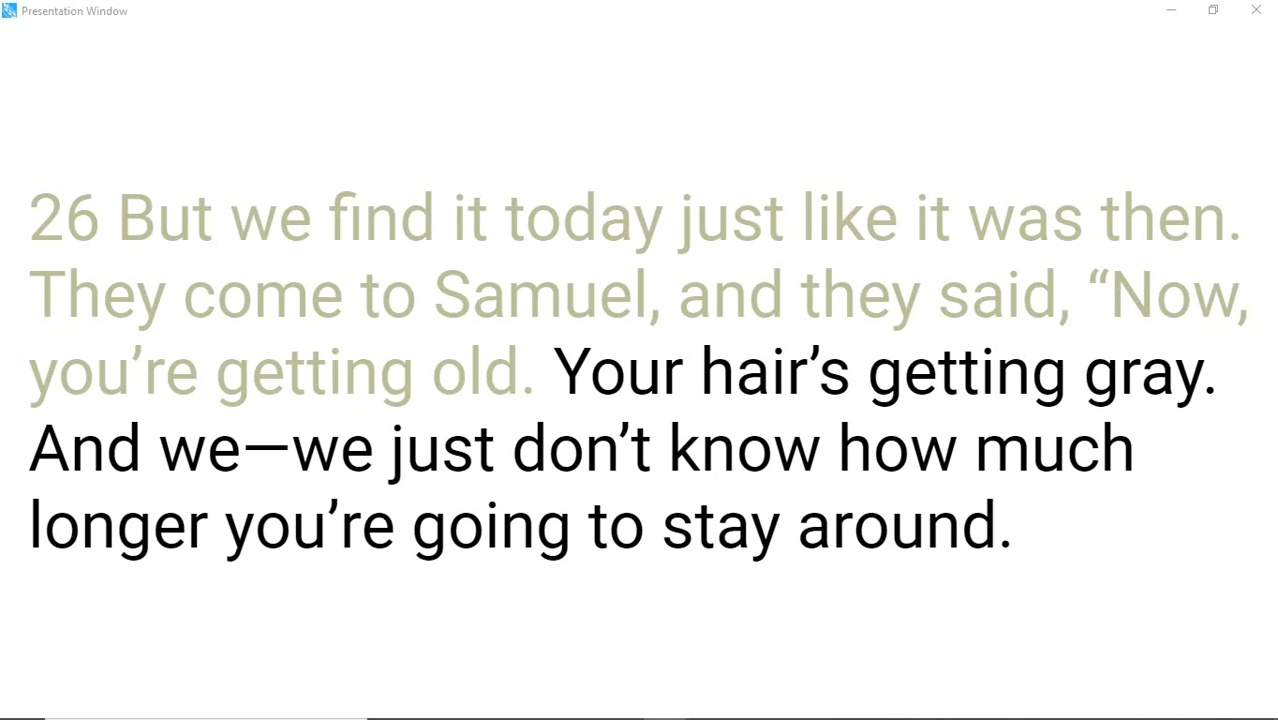 Presentation Window
26 But we find it today just like it was then.
They come to Samuel, and they said, “Now,
you’re getting old. Your hair’s getting gray.
And we—we just don’t know how much
longer you’re going to stay around.